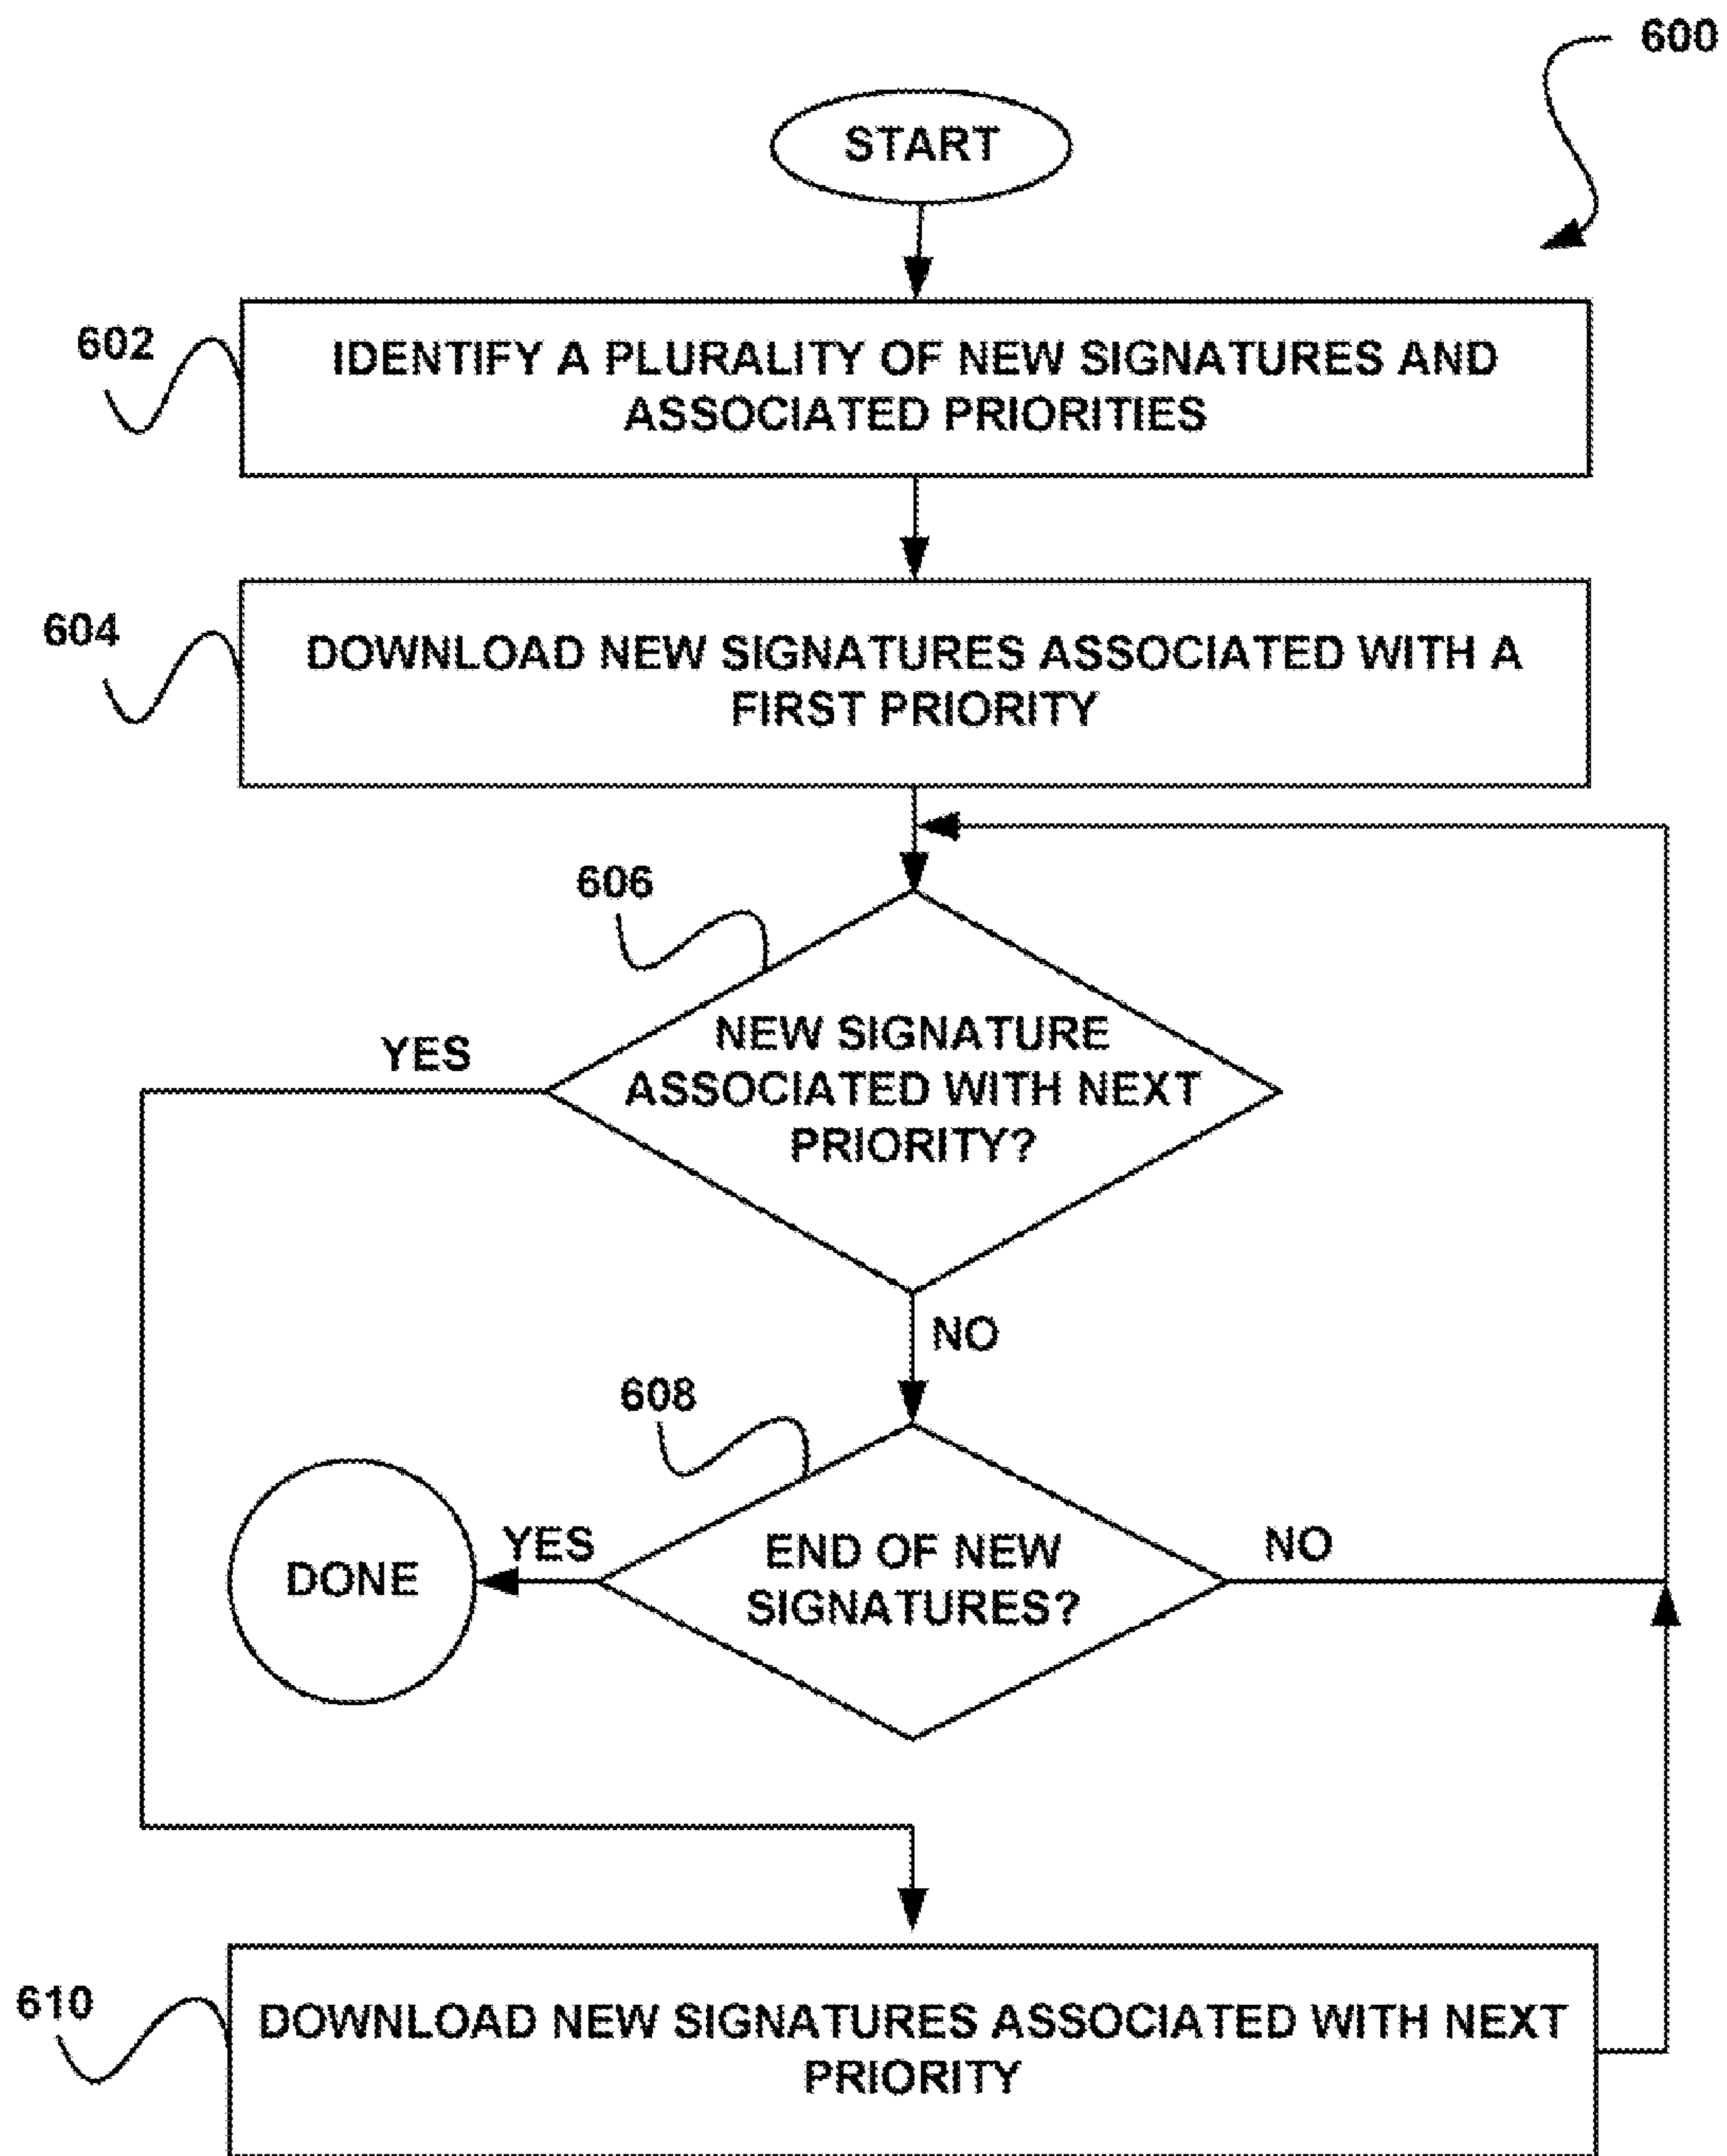 600
START
602
IDENTIFY A PLURALITY OF NEW SIGNATURES AND
ASSOCIATED PRIORITIES
604
DOWNLOAD NEW SIGNATURES ASSOCIATED WITH A
FIRST PRIORITY
606
YES
NEW SIGNATURE
ASSOCIATED WITH NEXT
PRIORITY?
NO
608
DONE
YES
END OF NEW
SIGNATURES?
NO
610
DOWNLOAD NEW SIGNATURES ASSOCIATED WITH NEXT
PRIORITY